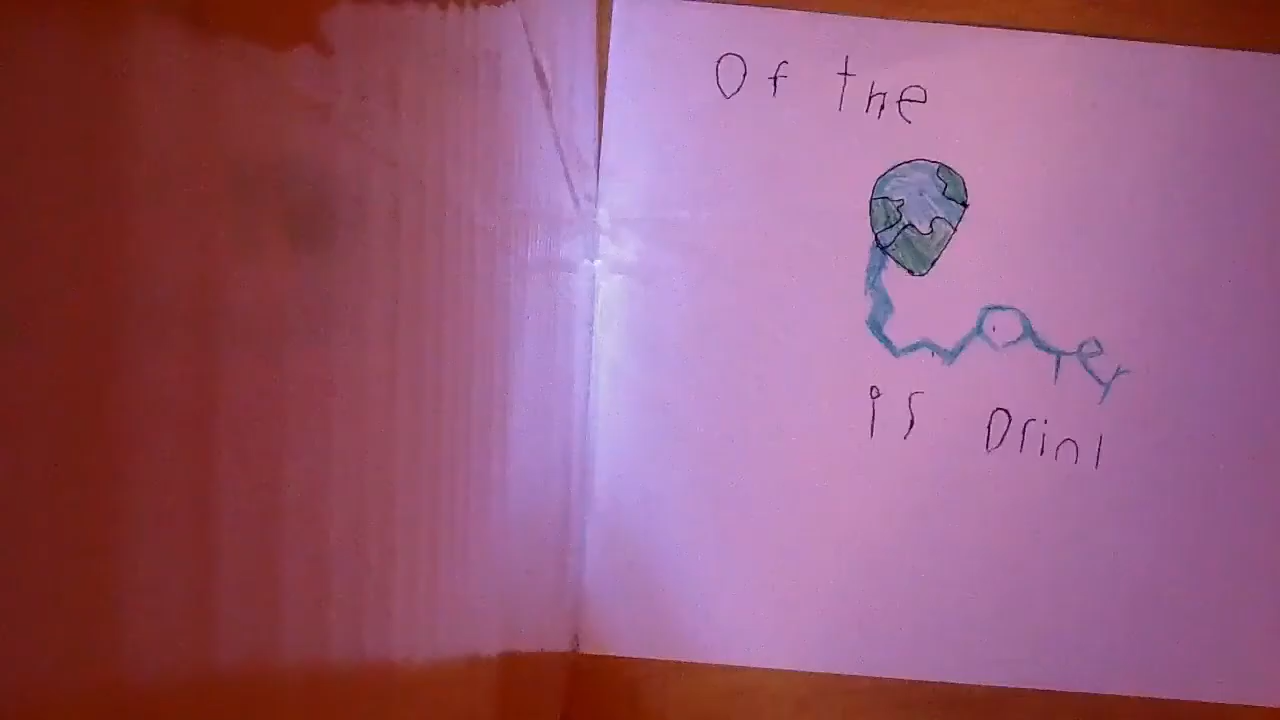 Of the
water
is Drinl